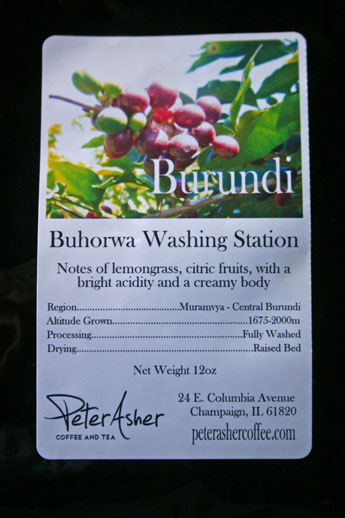 Burundi
Buhorwa Washing Station
Notes of lemongrass, citric fruits, with a
bright acidity and a creamy body
Region..........................................Muramvya - Central Burundi
Altitude Grown......................................................1675-2000m
Processing............................................................Fully Washed
Drying......................................................................Raised Bed
Net Weight 12oz
PeterAsher
COFFEE AND TEA
24 E. Columbia Avenue
Champaign, IL 61820
peterashercoffee.com